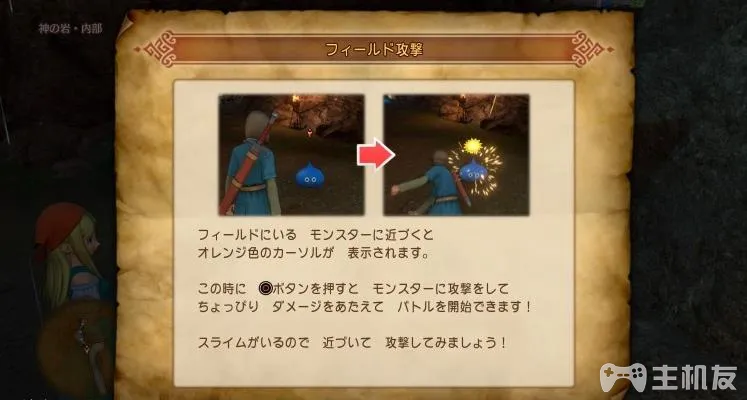 神の岩・内部
フィールド攻撃
フィールドにいる モンスターに近づくと
オレンジ色のカーソルが 表示されます。
この時に ◎ボタンを押すと モンスターに攻撃をして
ちょっぴり ダメージをあたえて バトルを開始できます！
スライムがいるので 近づいて 攻撃してみましょう！
主机友